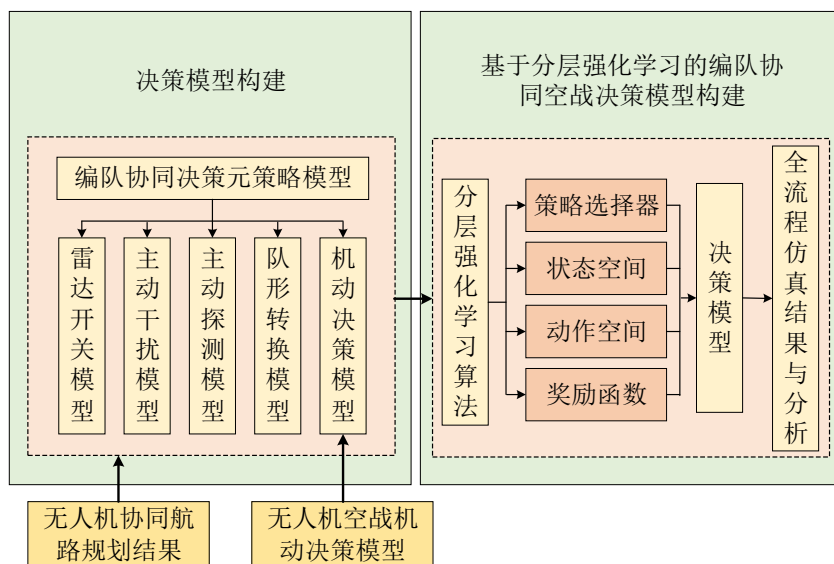 决策模型构建
编队协同决策元策略模型
雷达开关模型
主动干扰模型
主动探测模型
队形转换模型
机动决策模型
无人机协同航
路规划结果
无人机空战机
动决策模型
基于分层强化学习的编队协
同空战决策模型构建
分层强化学习算法
策略选择器
状态空间
动作空间
奖励函数
决策模型
全流程仿真结果与分析